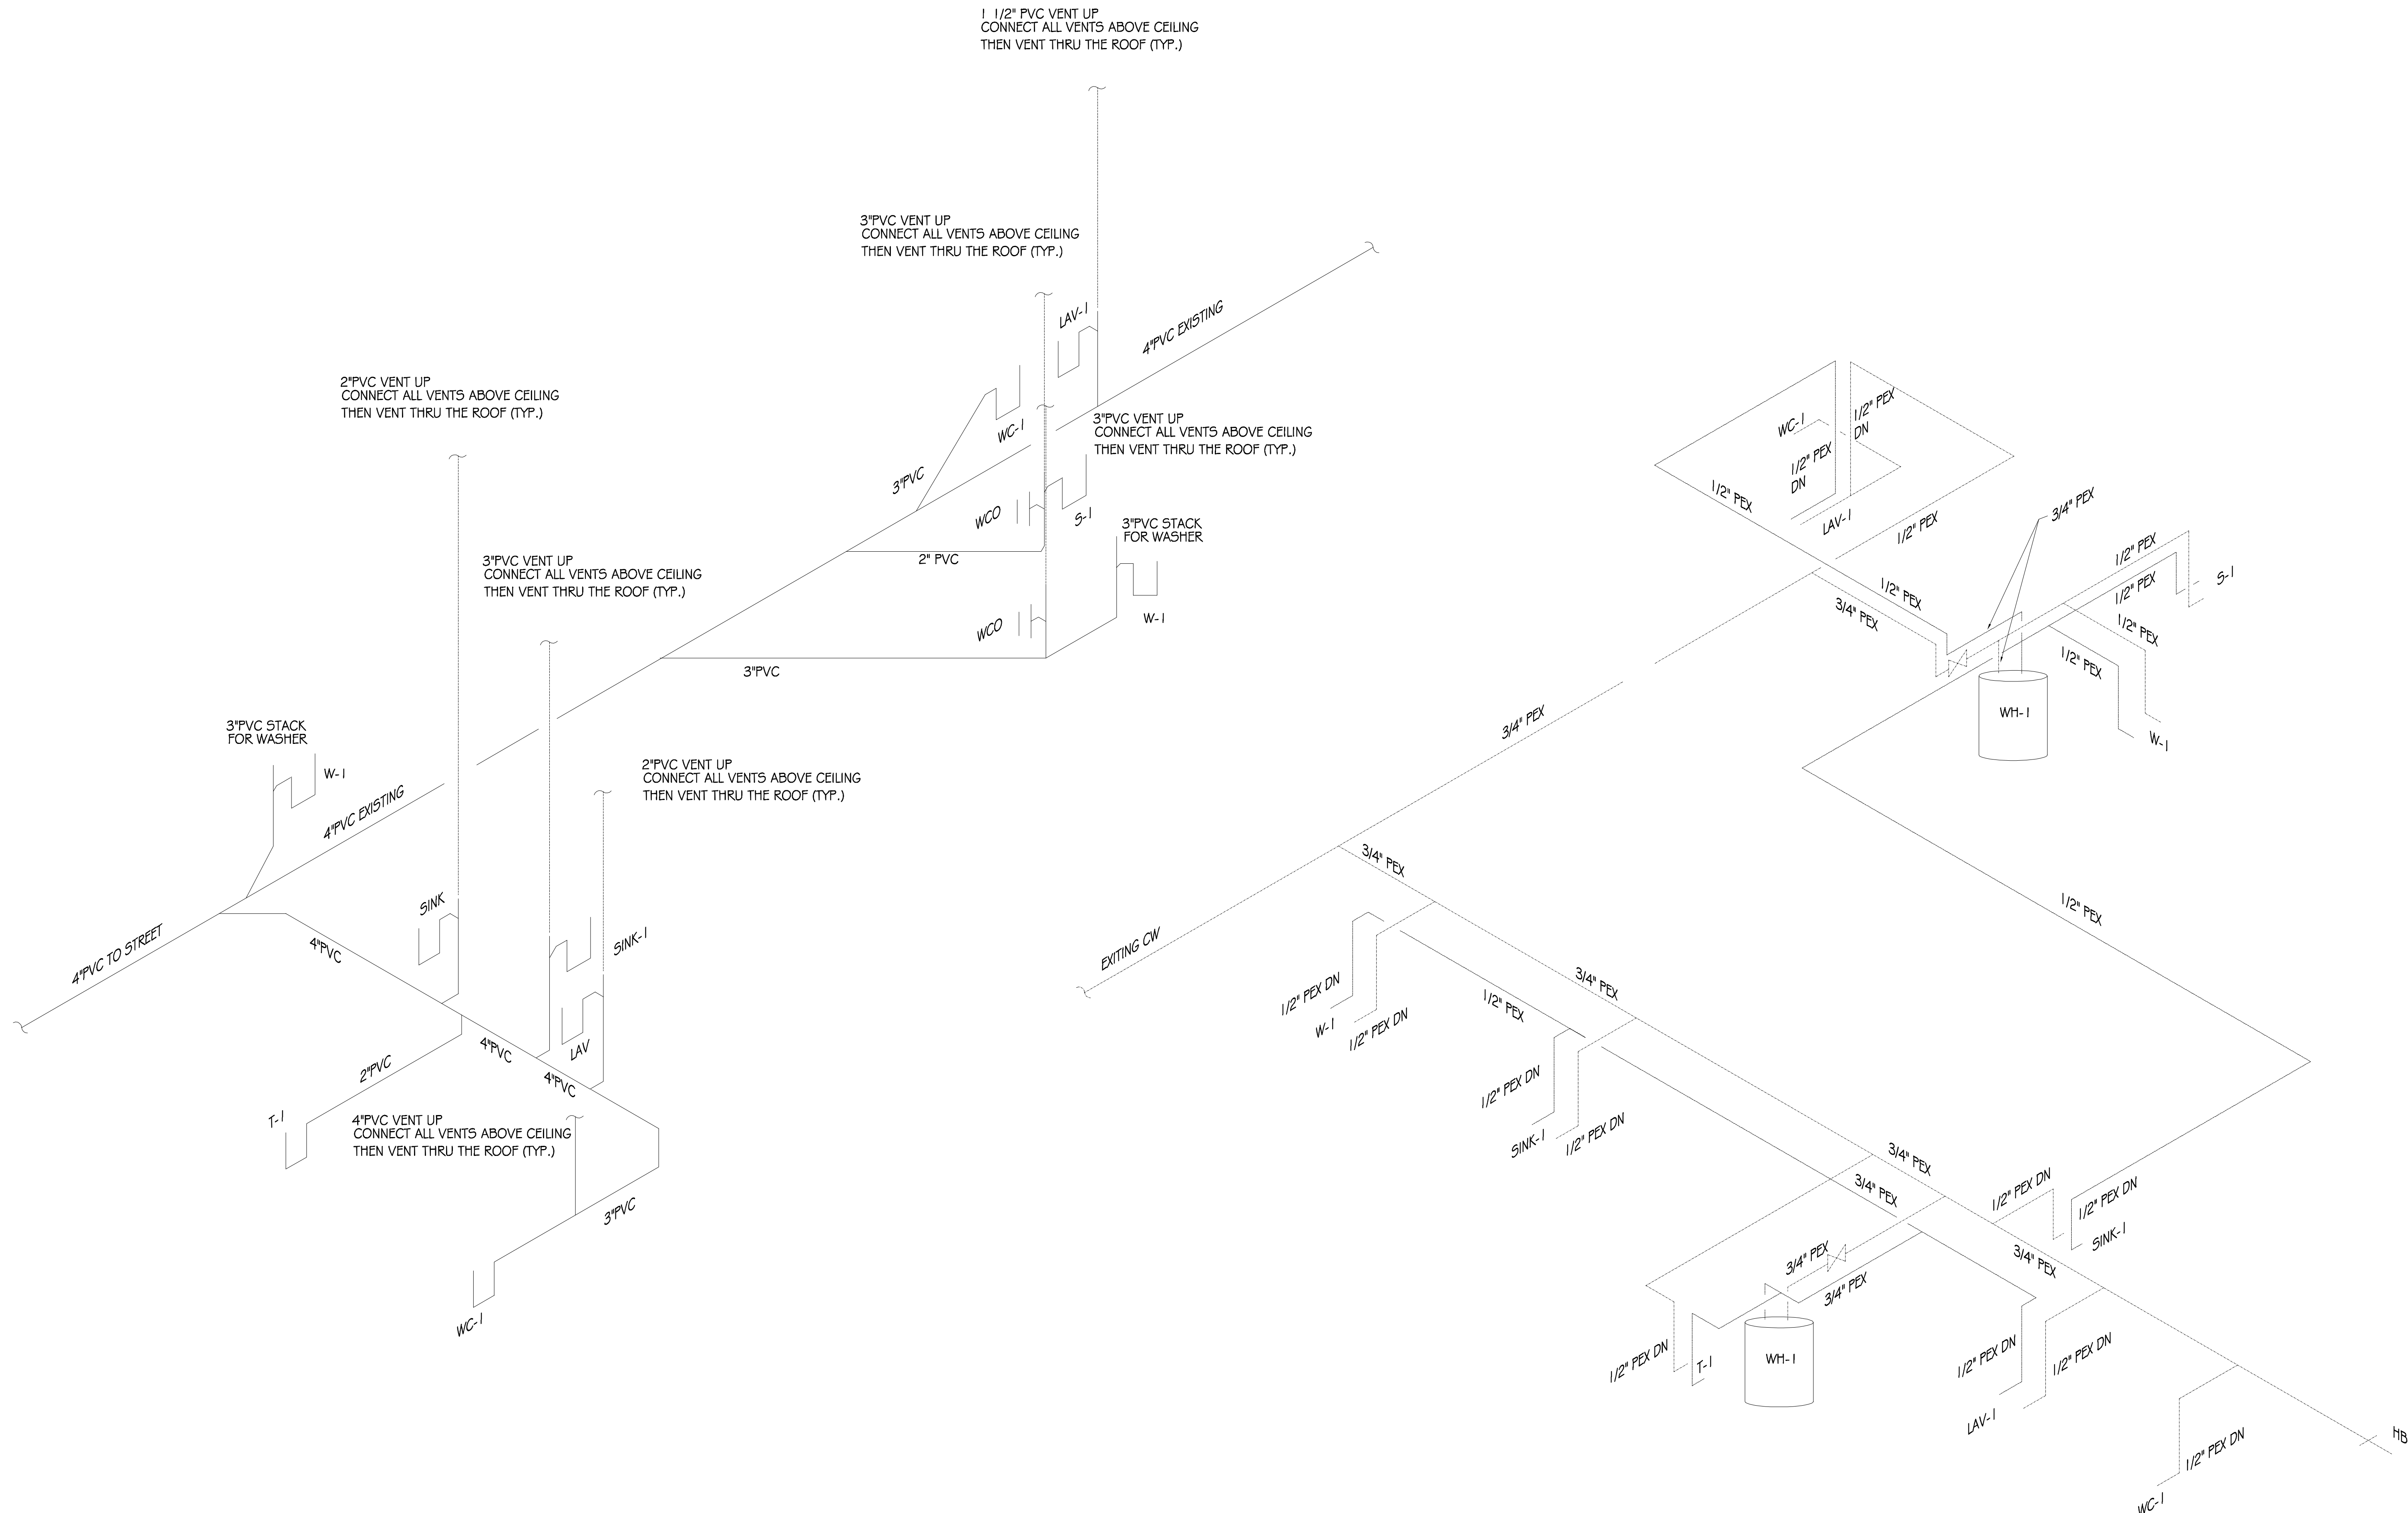 1 1/2" PVC VENT UP
CONNECT ALL VENTS ABOVE CEILING
THEN VENT THRU THE ROOF (TYP.)
3"PVC VENT UP
CONNECT ALL VENTS ABOVE CEILING
THEN VENT THRU THE ROOF (TYP.)
LAV-1
4"PVC EXISTING
2"PVC VENT UP
CONNECT ALL VENTS ABOVE CEILING
THEN VENT THRU THE ROOF (TYP.)
WC-1
3"PVC VENT UP
CONNECT ALL VENTS ABOVE CEILING
THEN VENT THRU THE ROOF (TYP.)
3"PVC
WCO
S-1
3"PVC STACK
FOR WASHER
2" PVC
3"PVC VENT UP
CONNECT ALL VENTS ABOVE CEILING
THEN VENT THRU THE ROOF (TYP.)
WCO
W-1
3"PVC
3"PVC STACK
FOR WASHER
W-1
2"PVC VENT UP
CONNECT ALL VENTS ABOVE CEILING
THEN VENT THRU THE ROOF (TYP.)
4"PVC EXISTING
SINK
SINK-1
4"PVC TO STREET
4"PVC
4"PVC
LAV
2"PVC
4"PVC
T-1
4"PVC VENT UP
CONNECT ALL VENTS ABOVE CEILING
THEN VENT THRU THE ROOF (TYP.)
3"PVC
WC-1
WC-1
1/2" PEX
DN
1/2" PEX
DN
1/2" PEX
LAV-1
1/2" PEX
3/4" PEX
1/2" PEX
1/2" PEX
1/2" PEX
S-1
3/4" PEX
1/2" PEX
1/2" PEX
WH-1
W-1
3/4" PEX
3/4" PEX
1/2" PEX
EXITING CW
3/4" PEX
1/2" PEX DN
1/2" PEX
W-1
1/2" PEX DN
1/2" PEX DN
SINK-1
1/2" PEX DN
3/4" PEX
3/4" PEX
1/2" PEX DN
1/2" PEX DN
SINK-1
3/4" PEX
3/4" PEX
3/4" PEX
1/2" PEX DN
T-1
WH-1
1/2" PEX DN
1/2" PEX DN
LAV-1
HB
1/2" PEX DN
WC-1